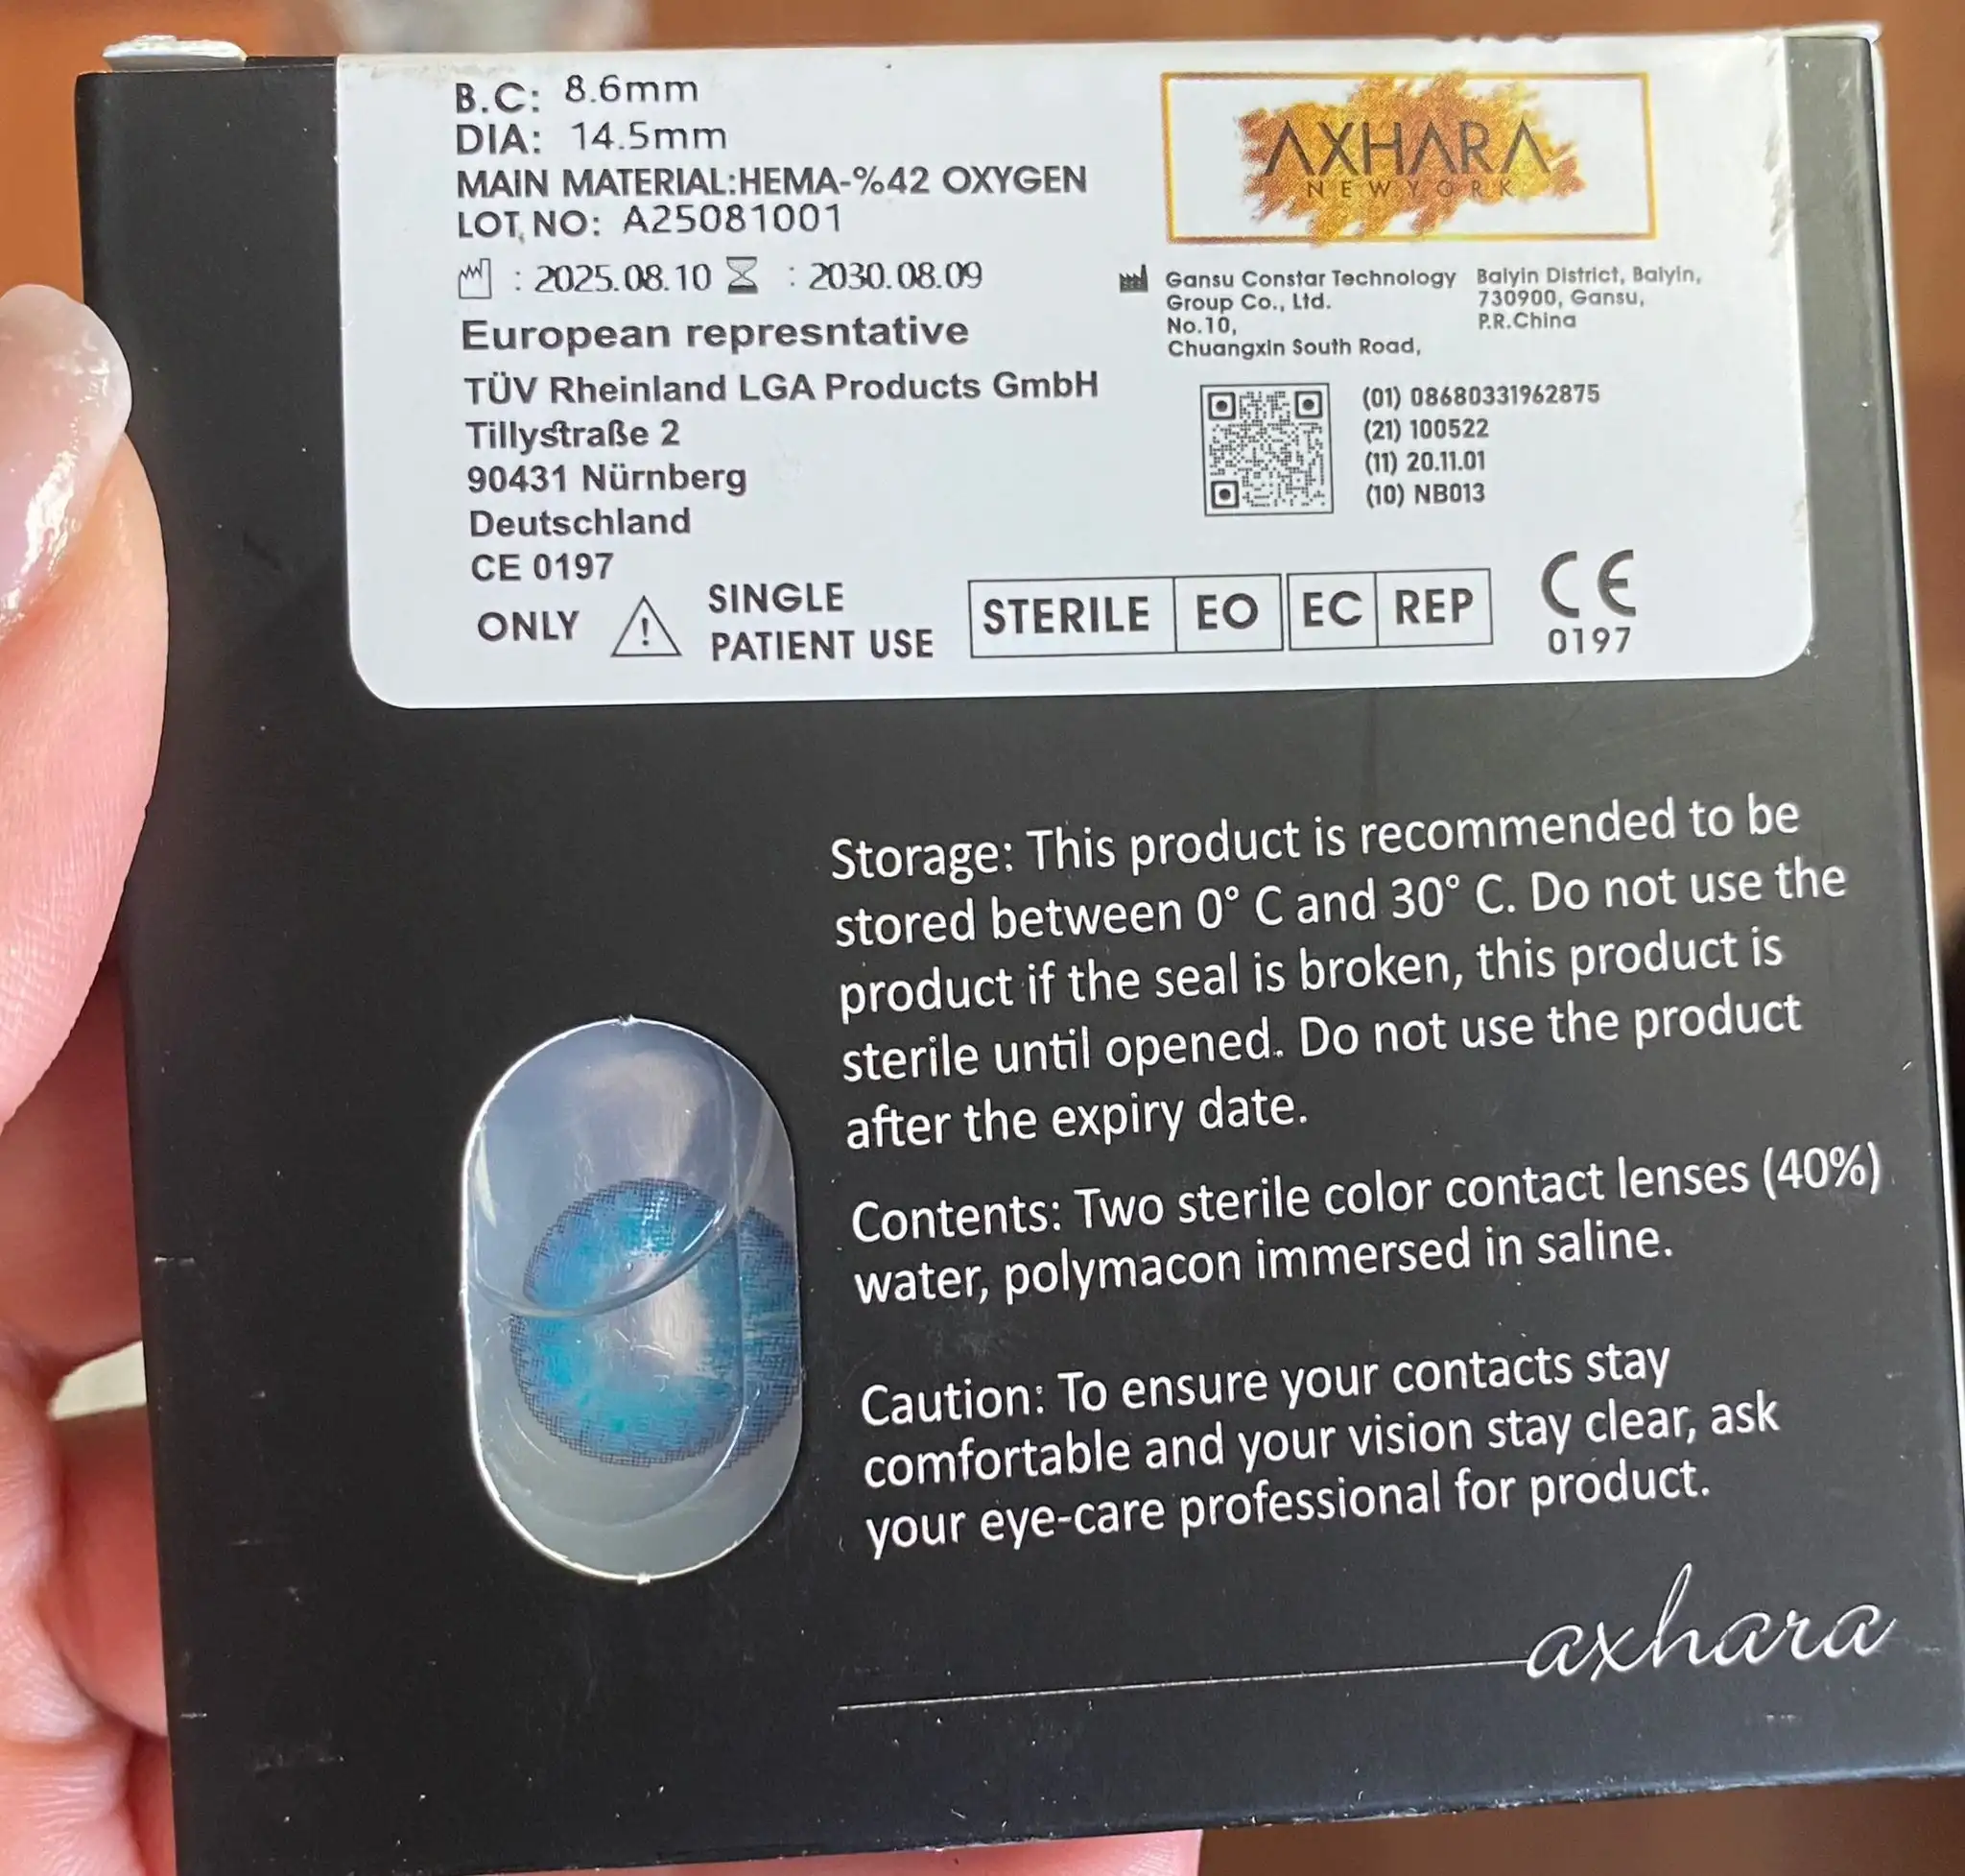 B.C: 8.6mm
DIA: 14.5mm
MAIN MATERIAL:HEMA-%42 OXYGEN
LOT NO: A25081001
: 2025.08.10 : 2030.08.09
European represntative
TÜV Rheinland LGA Products GmbH
Tillystraße 2
90431 Nürnberg
Deutschland
CE 0197
ONLY
SINGLE
PATIENT USE
AXHARA
NEWYORK
Gansu Constar Technology
Group Co., Ltd.
No.10,
Chuangxin South Road,
Baiyin District, Baiyin,
730900, Gansu,
P.R.China
(01) 08680331962875
(21) 100522
(11) 20.11.01
(10) NB013
STERILE EO EC REP
CE
0197
Storage: This product is recommended to be
stored between 0° C and 30° C. Do not use the
product if the seal is broken, this product is
sterile until opened. Do not use the product
after the expiry date.
Contents: Two sterile color contact lenses (40%)
water, polymacon immersed in saline.
Caution: To ensure your contacts stay
comfortable and your vision stay clear, ask
your eye-care professional for product.
axhara